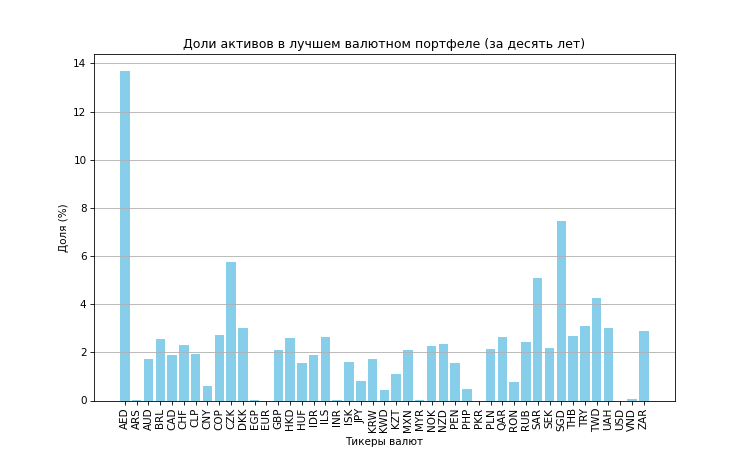 Доли активов в лучшем валютном портфеле (за десять лет)
Доля (%)
14
12
10
8
6
4
2
0
AED ARS AUD BRL CAD CHF CLP CNY COP CZK DKK EGP EUR GBP HKD HUF IDR ILS INR ISK JPY KRW KWD KZT MXN MYR NOK NZD PEN PHP PKR PLN QAR RON RUB SAR SEK SGD THB TRY TWD UAH USD VND ZAR
Тикеры валют